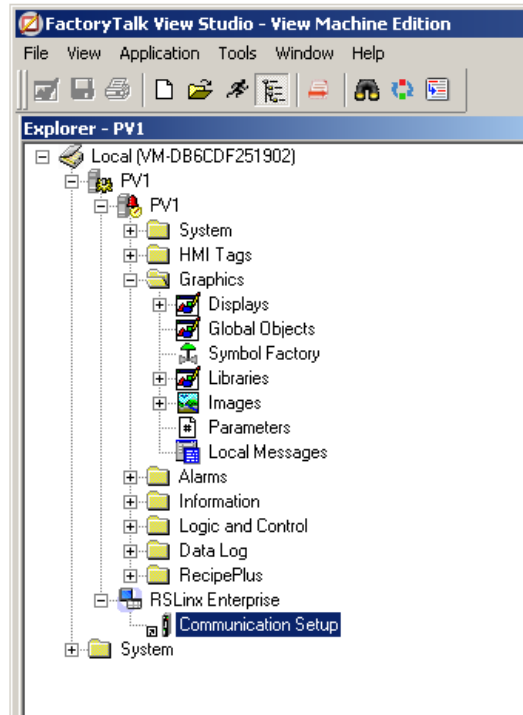 FactoryTalk View Studio - View Machine Edition
File View Application Tools Window Help
Explorer - PV1
Local (VM-DB6CDF251902)
PV1
PV1
System
HMI Tags
Graphics
Displays
Global Objects
Symbol Factory
Libraries
Images
Parameters
Local Messages
Alarms
Information
Logic and Control
Data Log
RecipePlus
RSLinx Enterprise
Communication Setup
System